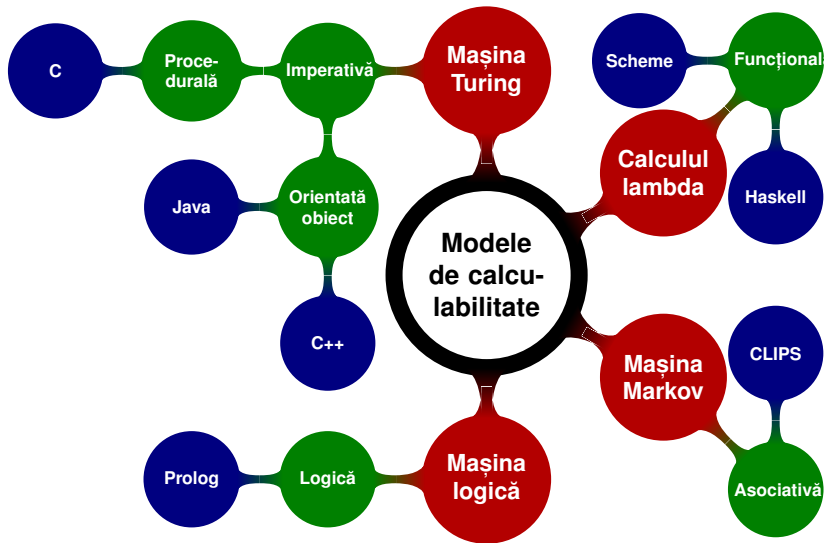 C
Proce-
durală
Imperativă
Mașina
Turing
Scheme
Funcțională
Java
Orientată
obiect
Calculul
lambda
Haskell
Modele
de calcu-
labilitate
C++
Mașina
Markov
CLIPS
Prolog
Logică
Mașina
logică
Asociativă